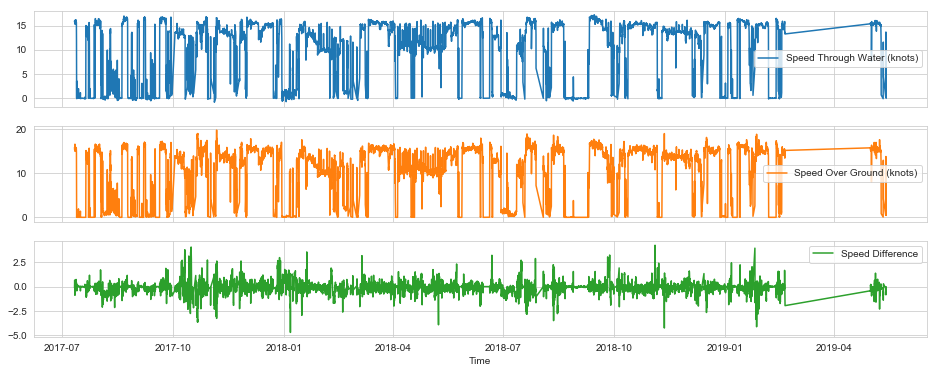 15
10
5
0
Speed Through Water (knots)
20
10
0
Speed Over Ground (knots)
2.5
0.0
−2.5
−5.0
Speed Difference
2017-07 2017-10 2018-01 2018-04 2018-07 2018-10 2019-01 2019-04
Time